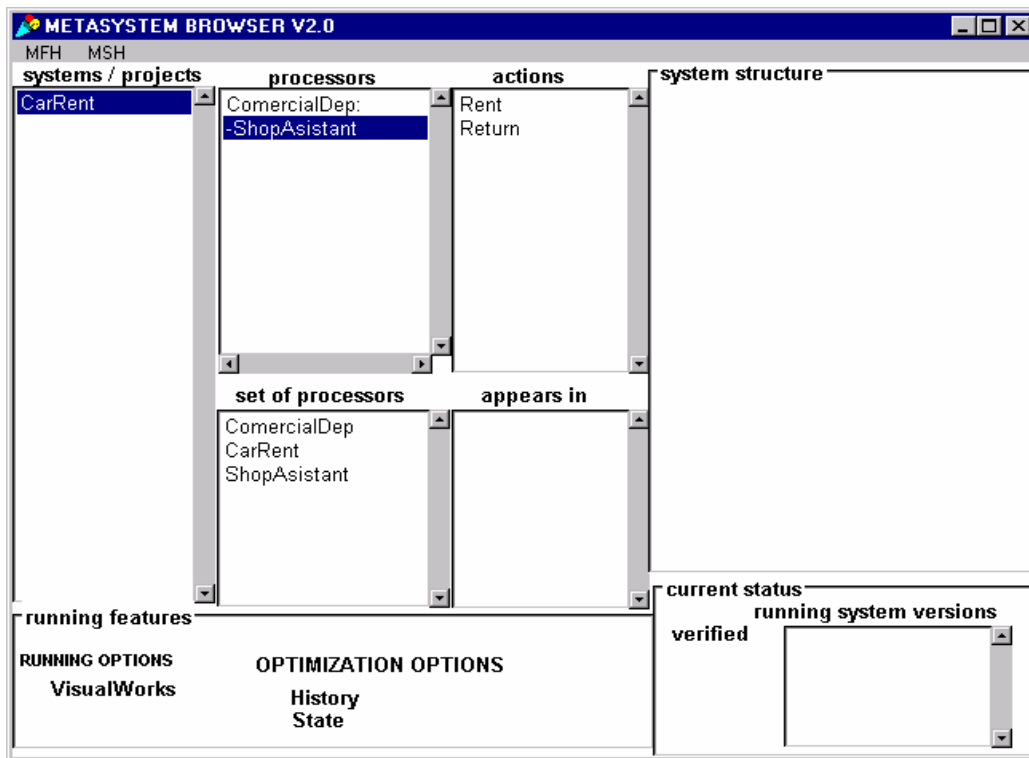 METASYSTEM BROWSER V2.0
MFH MSH
systems / projects
CarRent
processors
ComercialDep:
-ShopAsistant
actions
Rent
Return
system structure
set of processors
ComercialDep
CarRent
ShopAsistant
appears in
running features
RUNNING OPTIONS
VisualWorks
OPTIMIZATION OPTIONS
History
State
current status
running system versions
verified